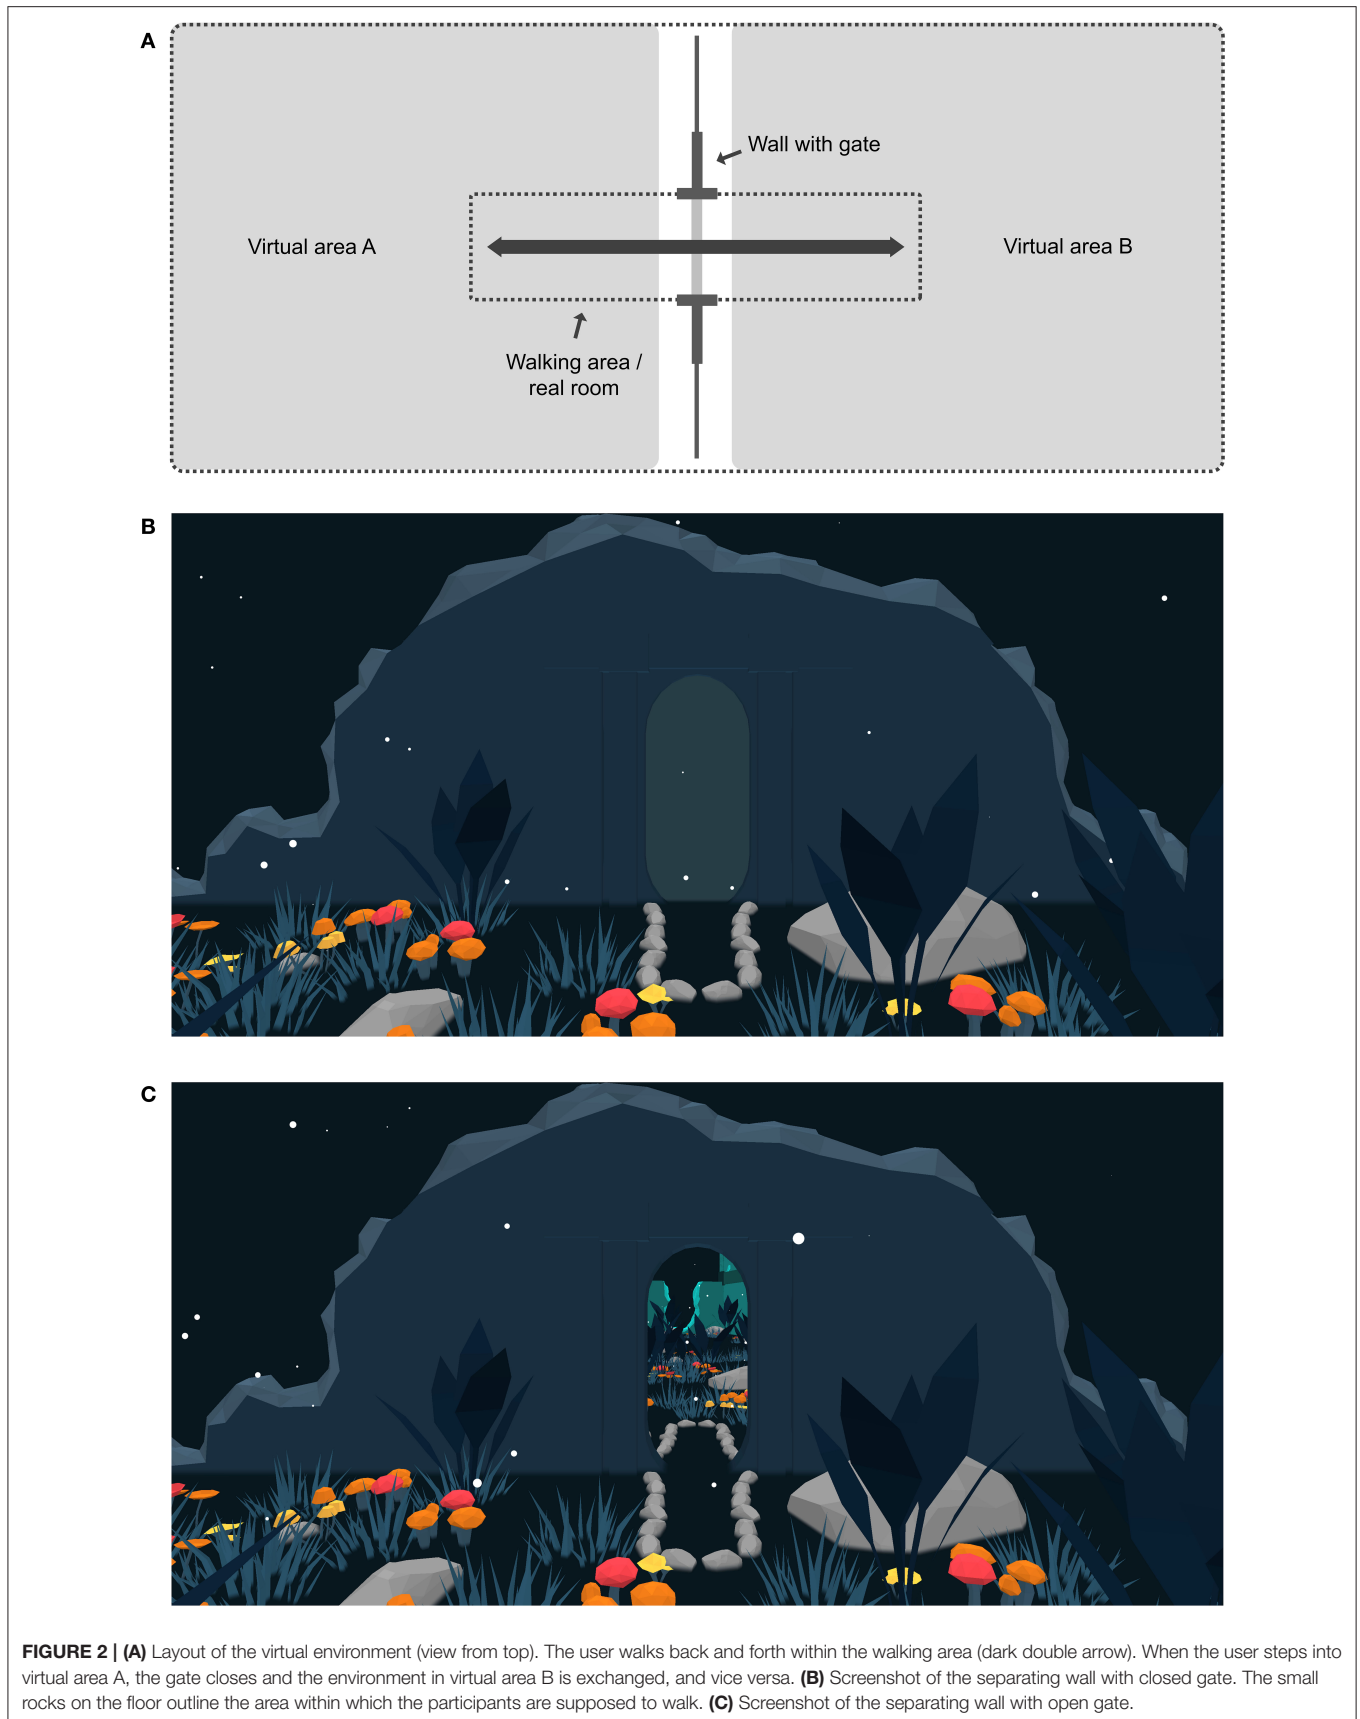 A
Wall with gate
Virtual area A
Virtual area B
Walking area /
real room
B
C
FIGURE 2 | (A) Layout of the virtual environment (view from top). The user walks back and forth within the walking area (dark double arrow). When the user steps into
virtual area A, the gate closes and the environment in virtual area B is exchanged, and vice versa. (B) Screenshot of the separating wall with closed gate. The small
rocks on the floor outline the area within which the participants are supposed to walk. (C) Screenshot of the separating wall with open gate.